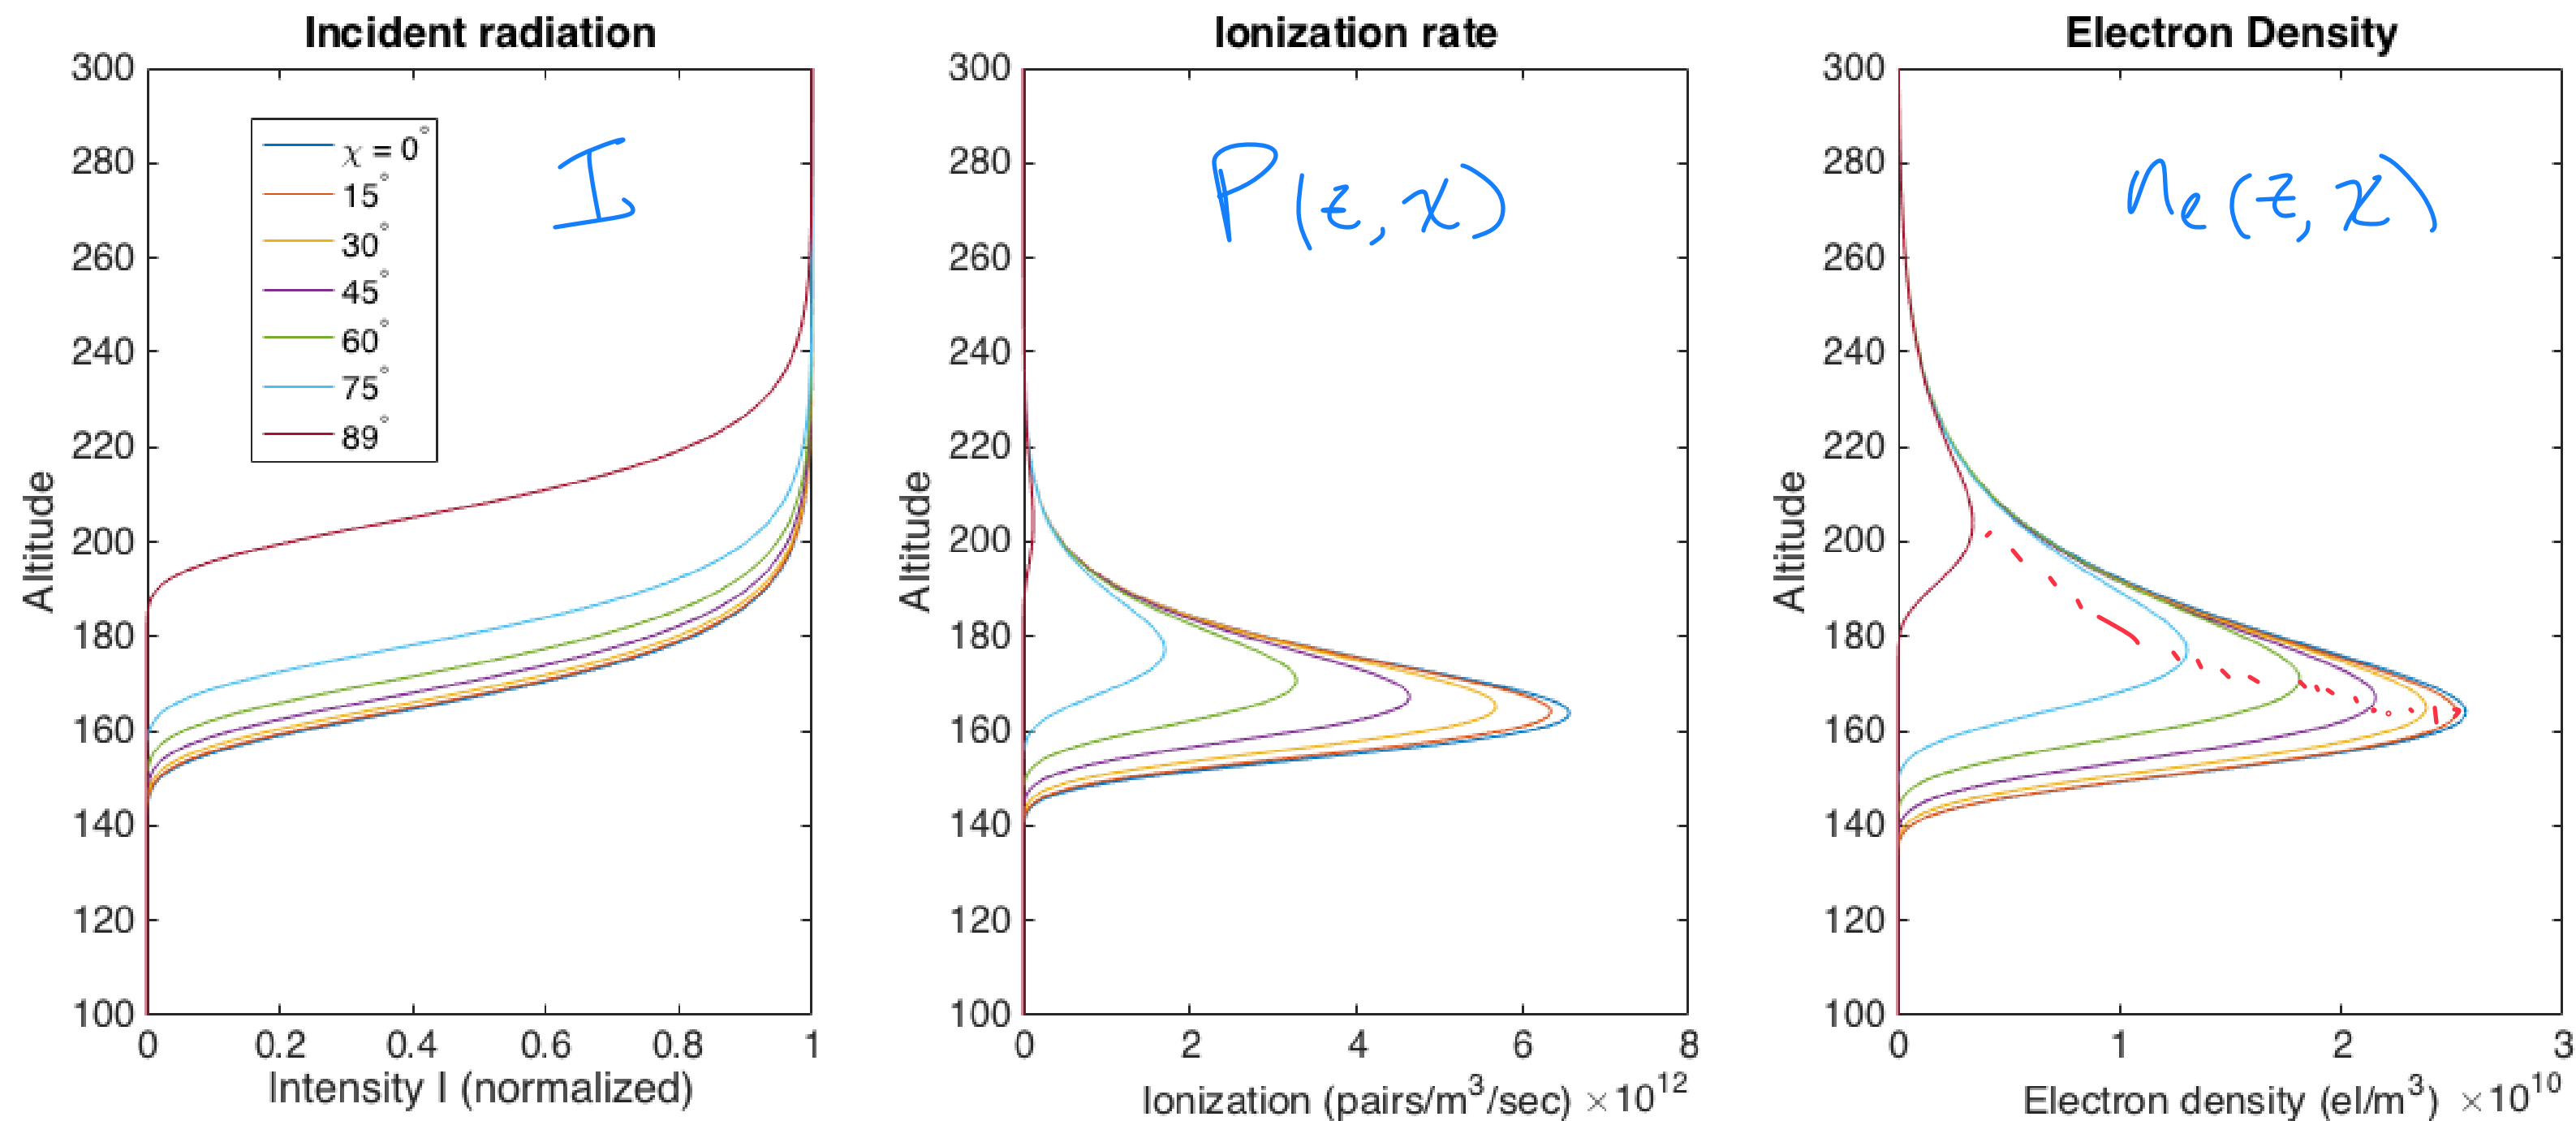 Incident radiation
300
280
260
240
220
200
180
160
140
120
100
Altitude
χ = 0°
15°
30°
45°
60°
75°
89°
I
0 0.2 0.4 0.6 0.8 1
Intensity I (normalized)
Ionization rate
300
280
260
240
220
200
180
160
140
120
100
Altitude
P(z, χ)
0 2 4 6 8
Ionization (pairs/m³/sec) ×10¹²
Electron Density
300
280
260
240
220
200
180
160
140
120
100
Altitude
nₑ(z, χ)
0 1 2 3
Electron density (el/m³) ×10¹⁰